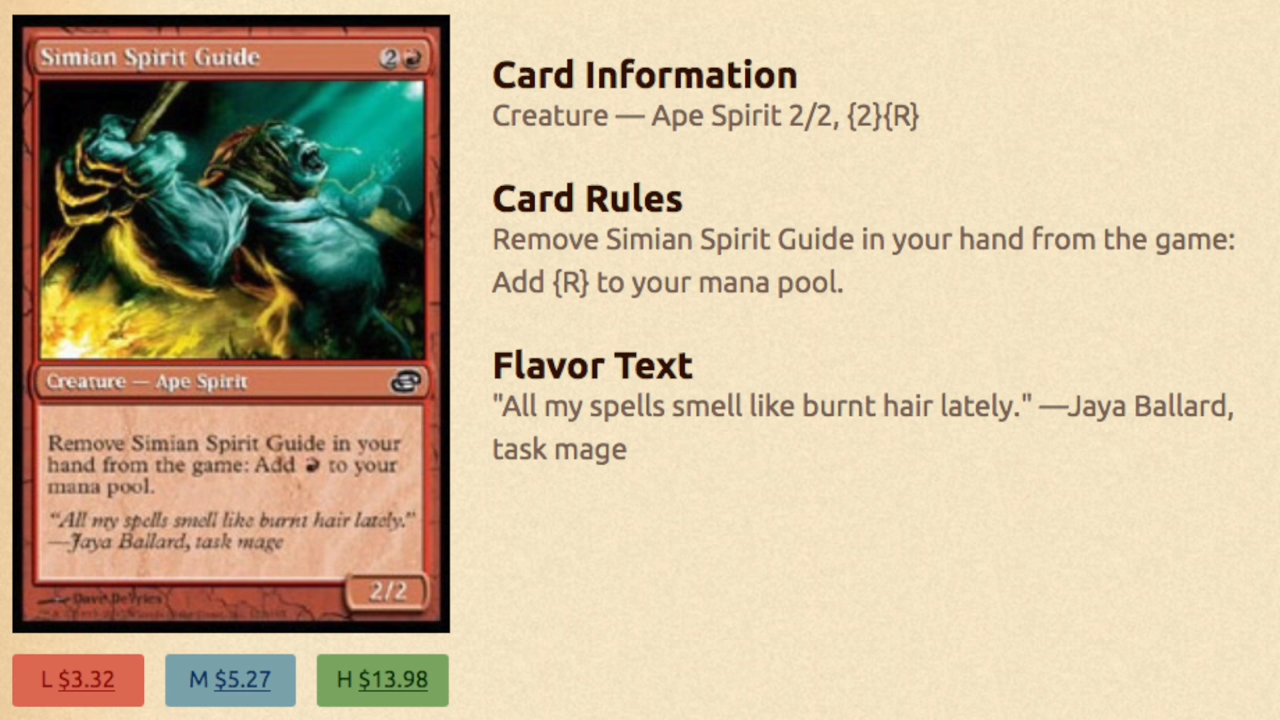 Simian Spirit Guide 2
Creature — Ape Spirit
Remove Simian Spirit Guide in your
hand from the game: Add to your
mana pool.
“All my spells smell like burnt hair lately.”
—Jaya Ballard, task mage
2/2
Dave DeVries
L $3.32
M $5.27
H $13.98
Card Information
Creature — Ape Spirit 2/2, {2}{R}
Card Rules
Remove Simian Spirit Guide in your hand from the game:
Add {R} to your mana pool.
Flavor Text
"All my spells smell like burnt hair lately." —Jaya Ballard,
task mage